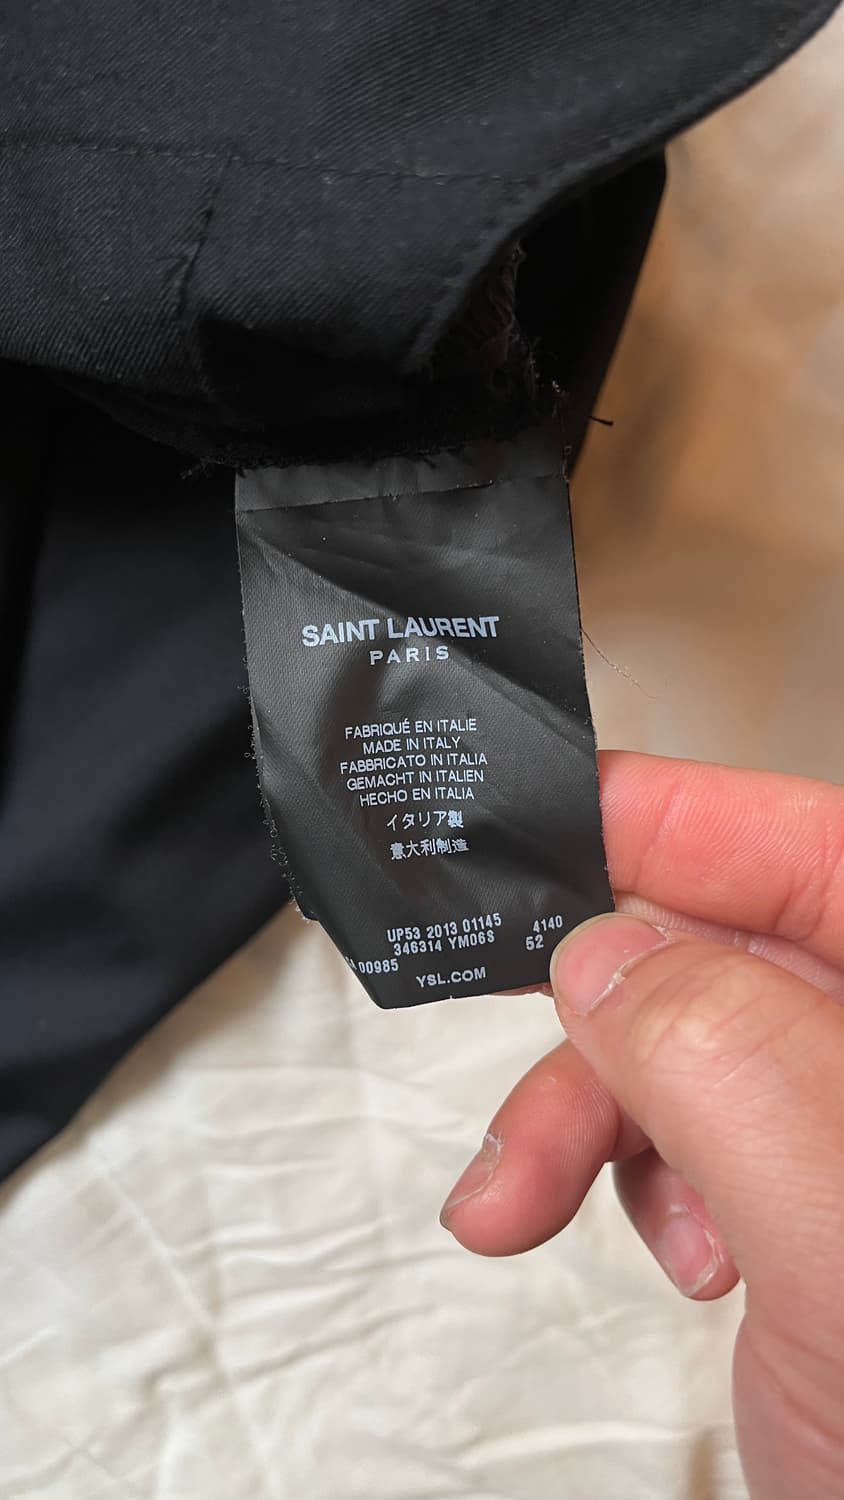 SAINT LAURENT
PARIS
FABRIQUÉ EN ITALIE
MADE IN ITALY
FABBRICATO IN ITALIA
GEMACHT IN ITALIEN
HECHO EN ITALIA
イタリア製
意大利制造
UP53 2013 01145 4140
346314 YM06S 52
00985
YSL.COM